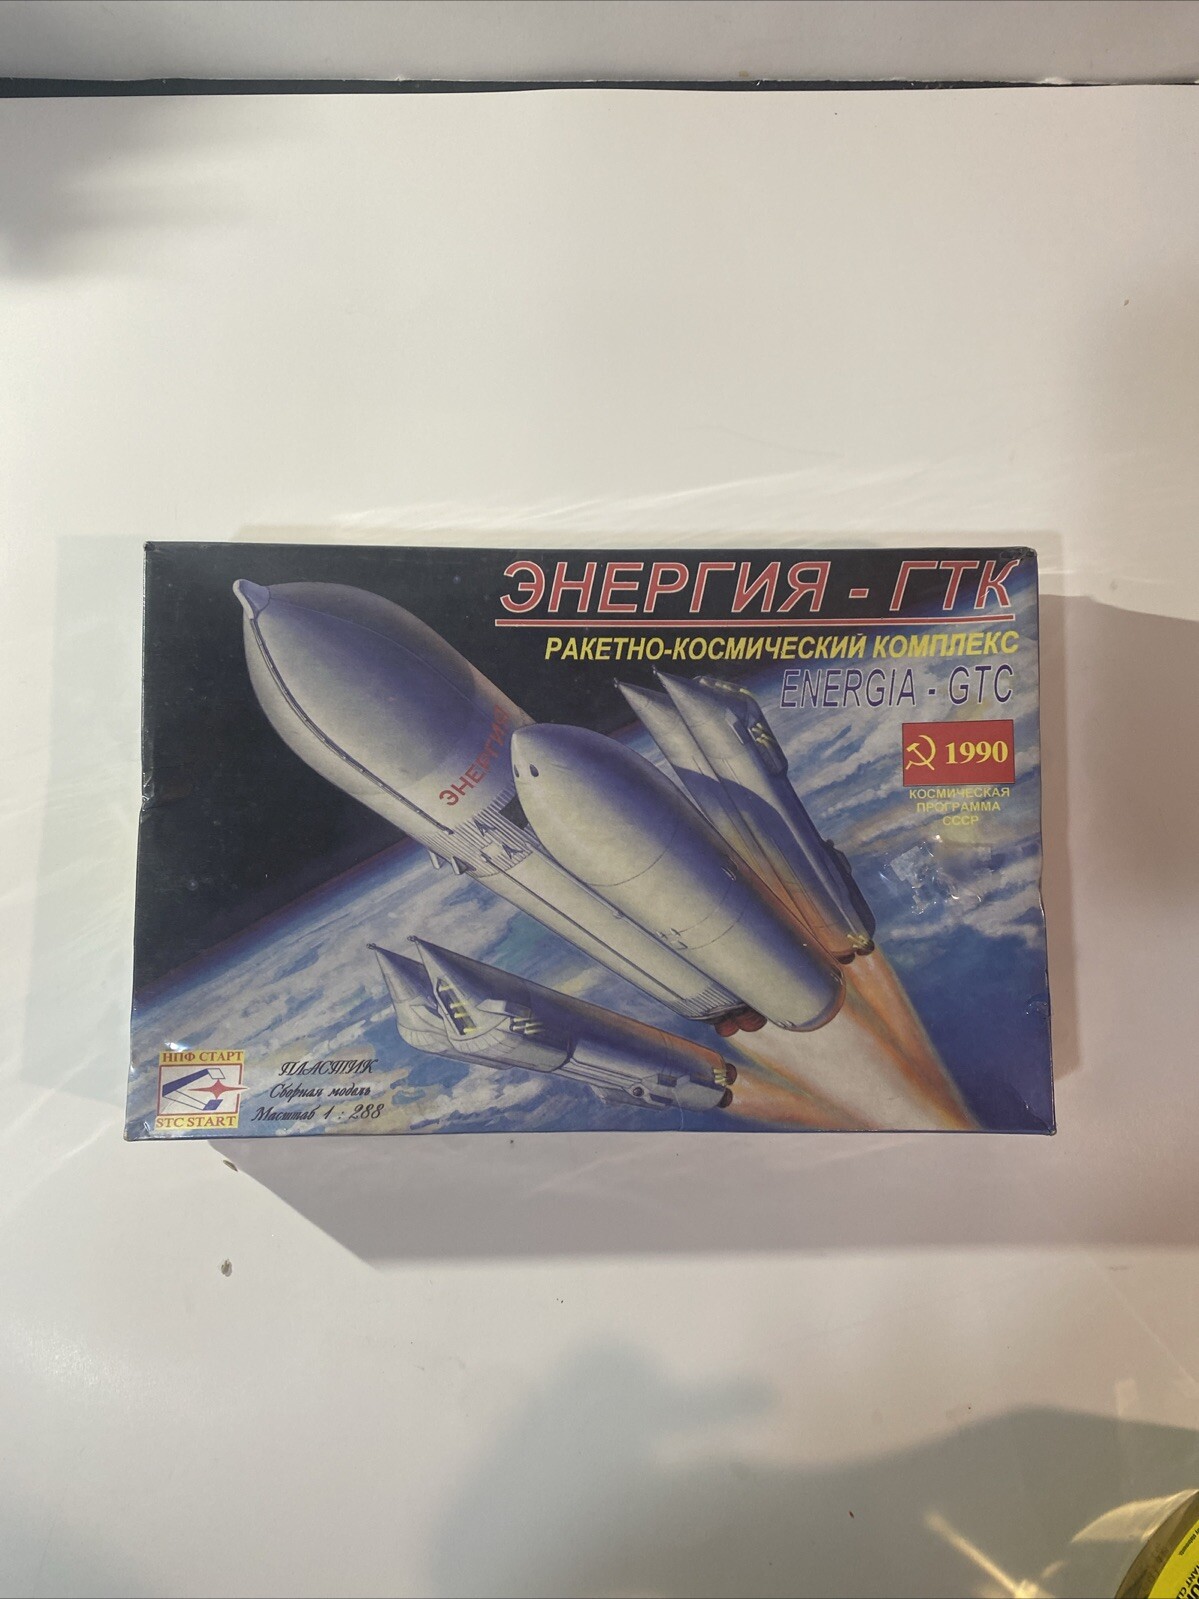 ЭНЕРГИЯ - ГТК
РАКЕТНО-КОСМИЧЕСКИЙ КОМПЛЕКС
ENERGIA - GTC
1990
КОСМИЧЕСКАЯ
ПРОГРАММА
СССР
ЭНЕРГИЯ
НПФ СТАРТ
STC START
ПЛАСТИК
Сборная модель
Масштаб 1 : 288